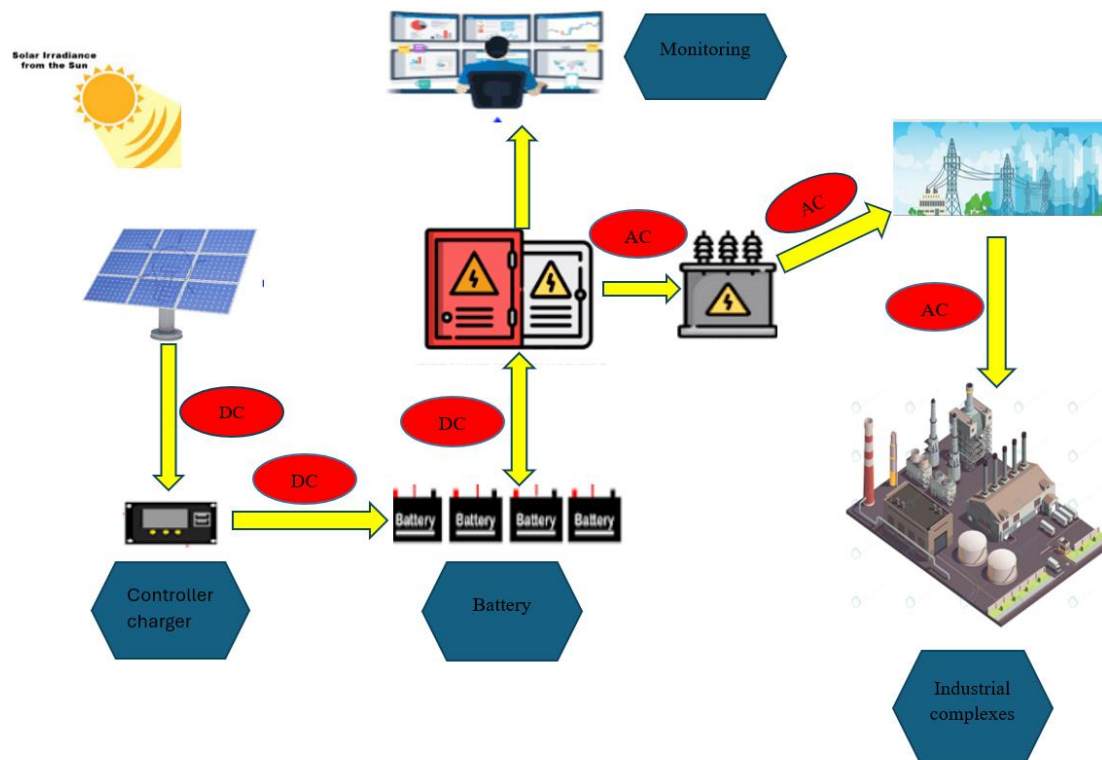 Solar Irradiance
from the Sun
Monitoring
AC
AC
AC
DC
DC
DC
Battery
Battery
Battery
Battery
Controller
charger
Battery
Industrial
complexes